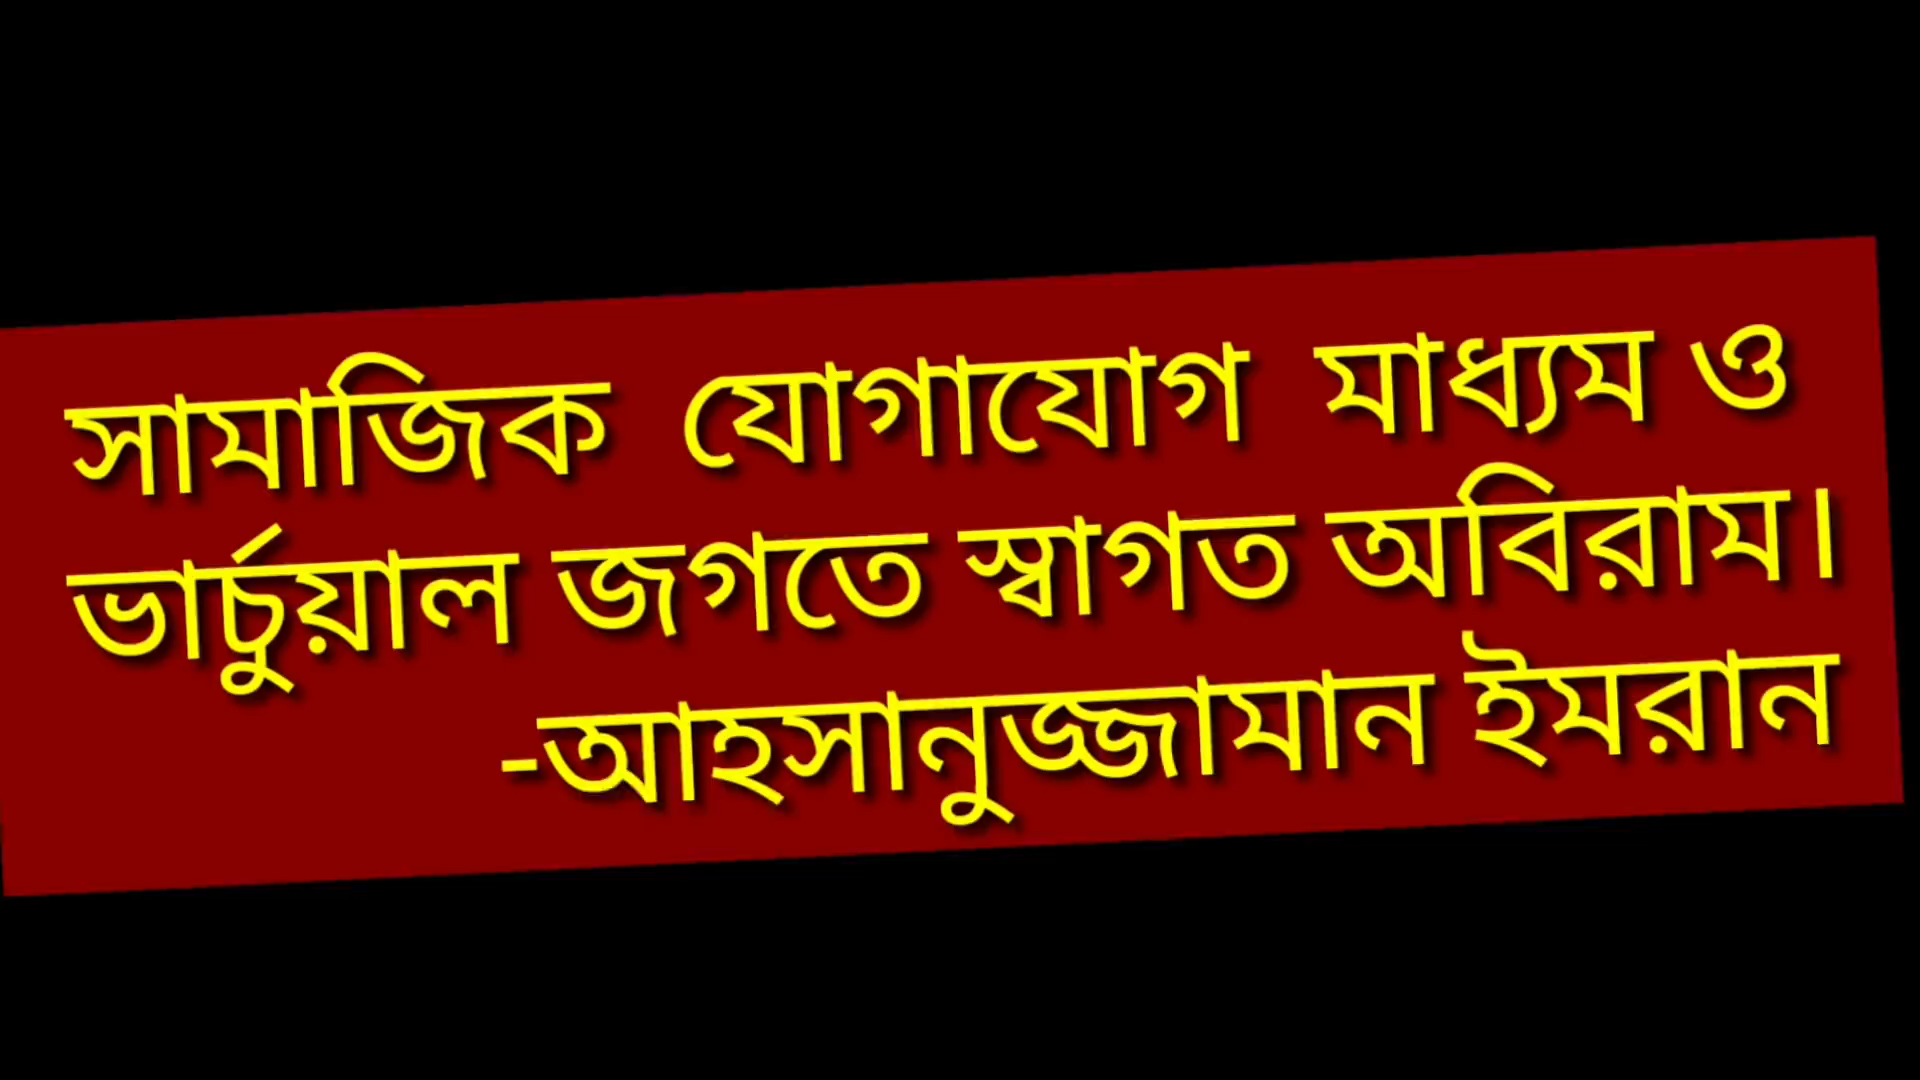 সামাজিক যোগাযোগ মাধ্যম ও
ভার্চুয়াল জগতে স্বাগত অবিরাম।
-আহসানুজ্জামান ইমরান